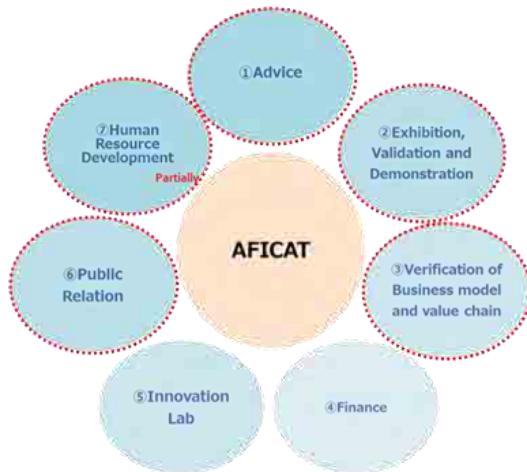 ①Advice
②Exhibition,
Validation and
Demonstration
③Verification of
Business model
and value chain
④Finance
⑤Innovation
Lab
⑥Public
Relation
⑦Human
Resource
Development
Partially
AFICAT